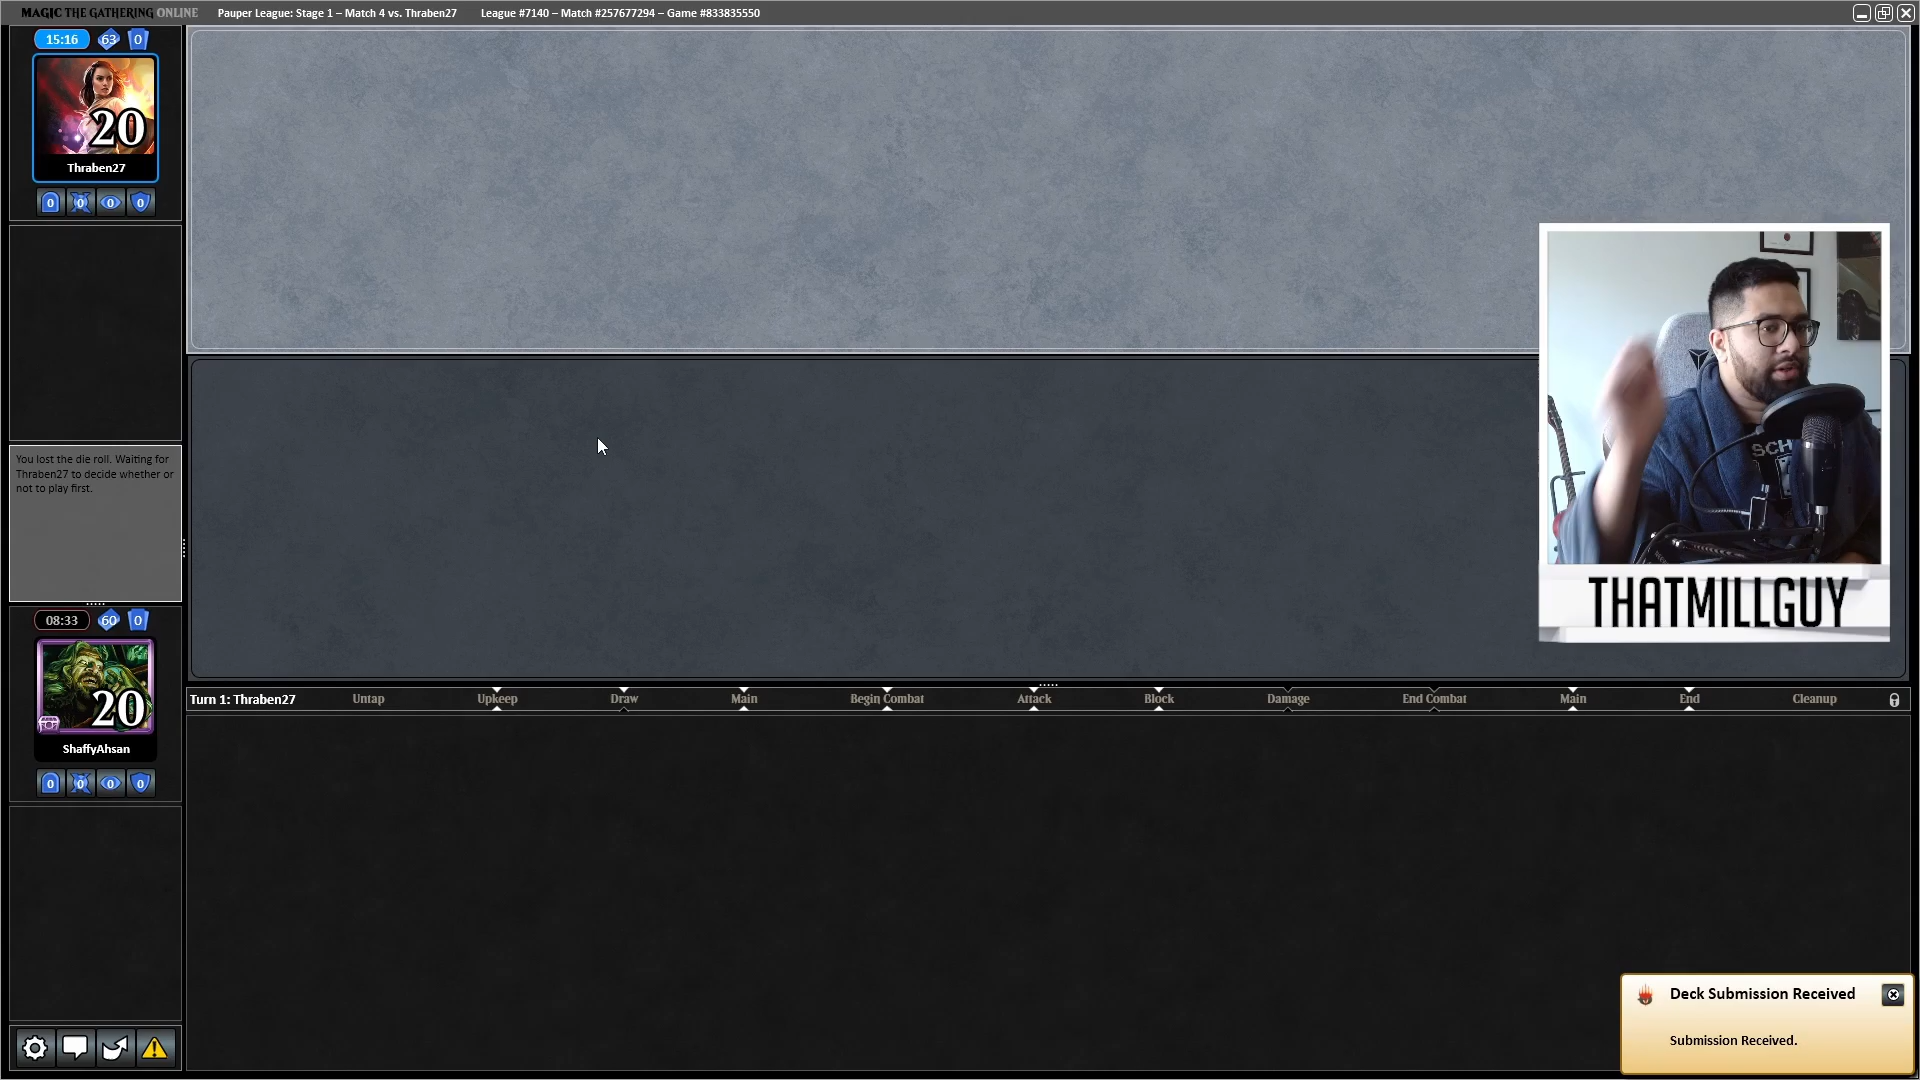 MAGIC THE GATHERING ONLINE
Pauper League: Stage 1 – Match 4 vs. Thraben27
League #7140 – Match #257677294 – Game #833835550
15:16 63 0
20
Thraben27
0 0 0 0
You lost the die roll. Waiting for
Thraben27 to decide whether or
not to play first.
SCH
THATMILLGUY
08:33 60 0
20
ShaffyAhsan
0 0 0 0
Turn 1: Thraben27 Untap Upkeep Draw Main Begin Combat Attack Block Damage End Combat Main End Cleanup
Deck Submission Received
Submission Received.